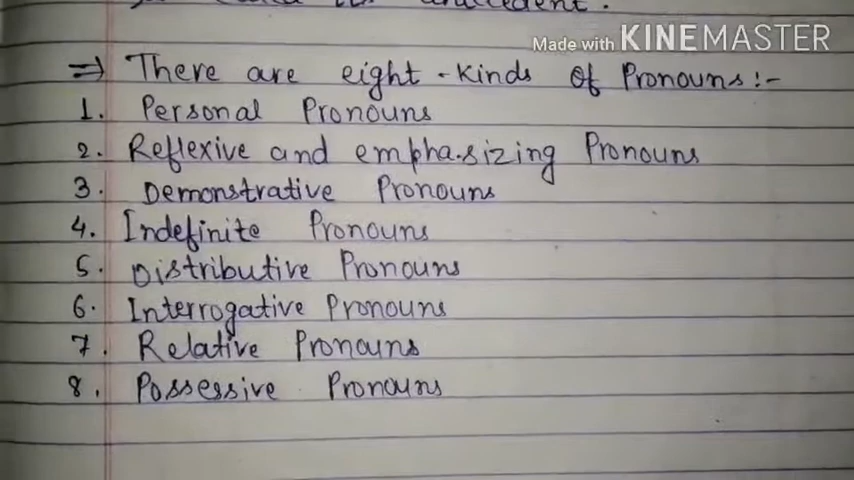 antecedent.
Made with KINEMASTER
⇒ There are eight - kinds of Pronouns :-
1. Personal Pronouns
2. Reflexive and emphasizing Pronouns
3. Demonstrative Pronouns
4. Indefinite Pronouns
5. Distributive Pronouns
6. Interrogative Pronouns
7. Relative Pronouns
8. Possessive Pronouns